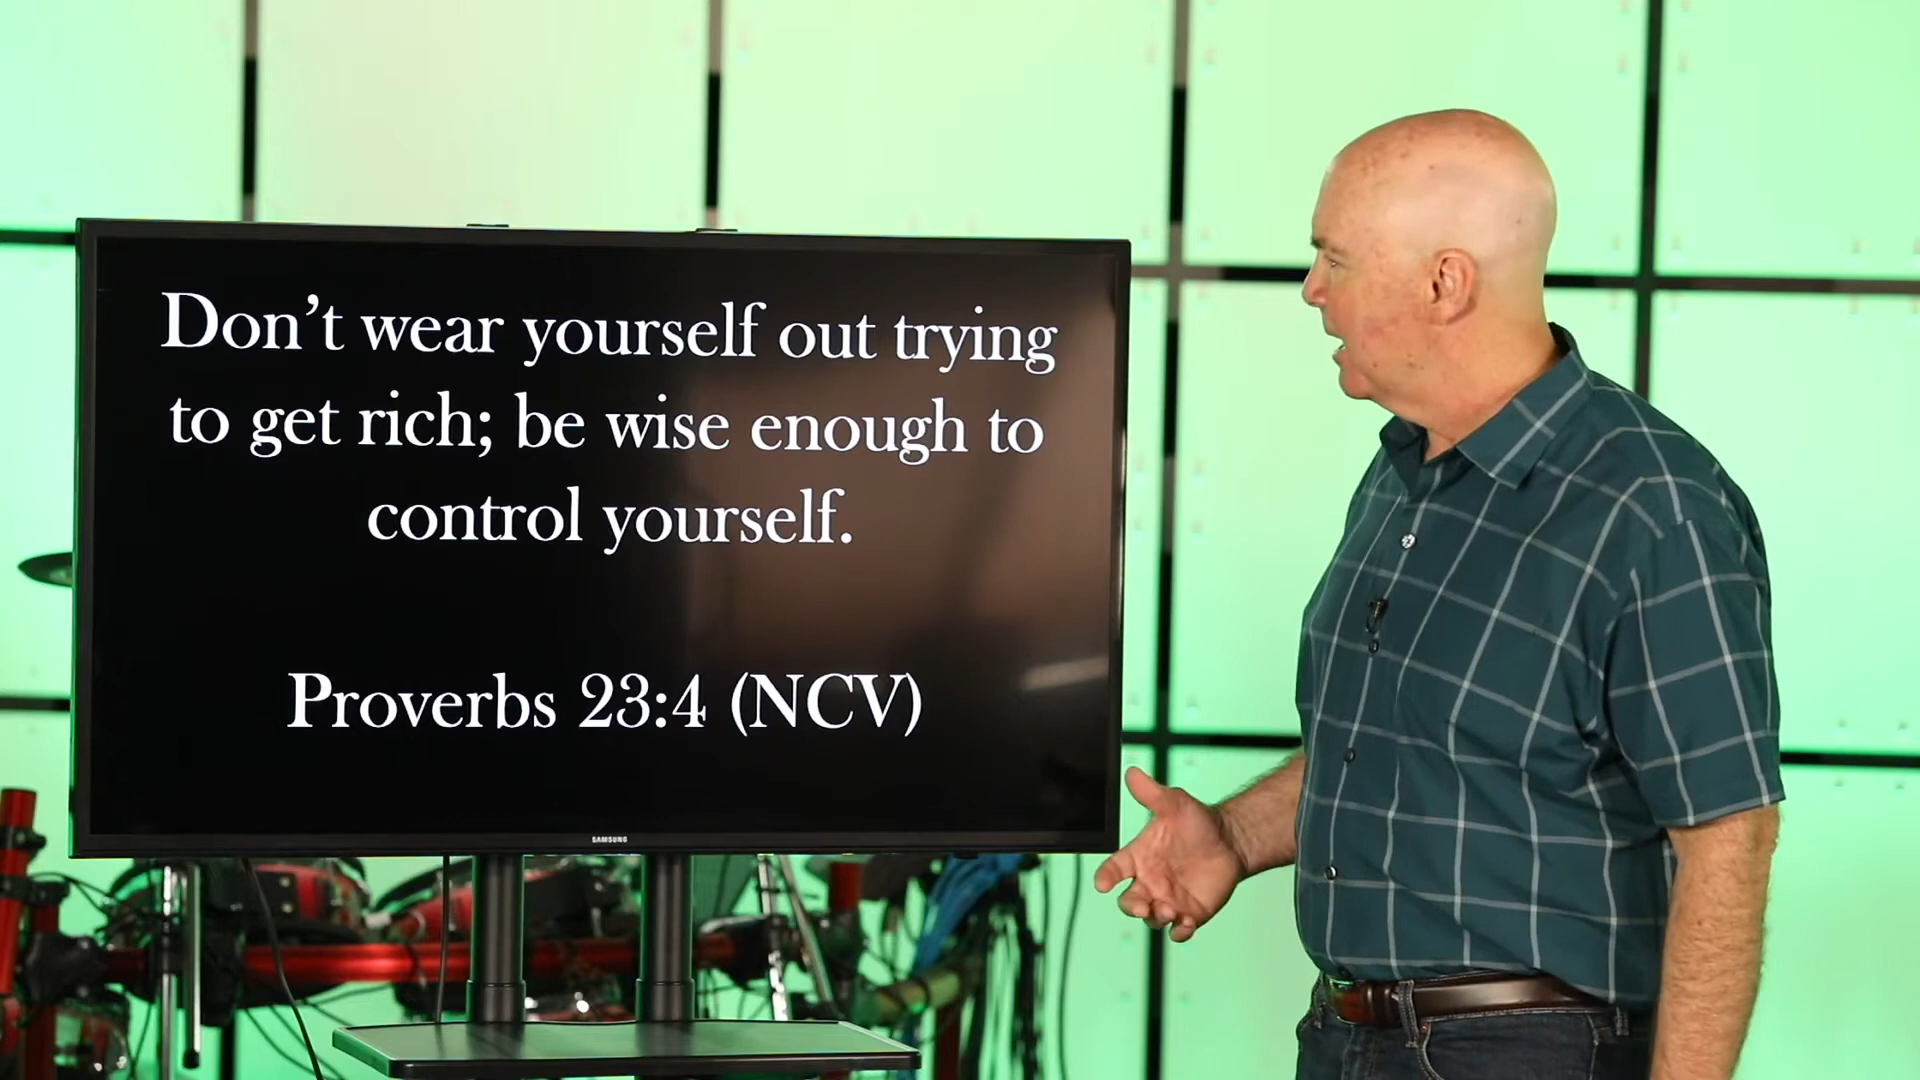 Don’t wear yourself out trying
to get rich; be wise enough to
control yourself.
Proverbs 23:4 (NCV)
SAMSUNG